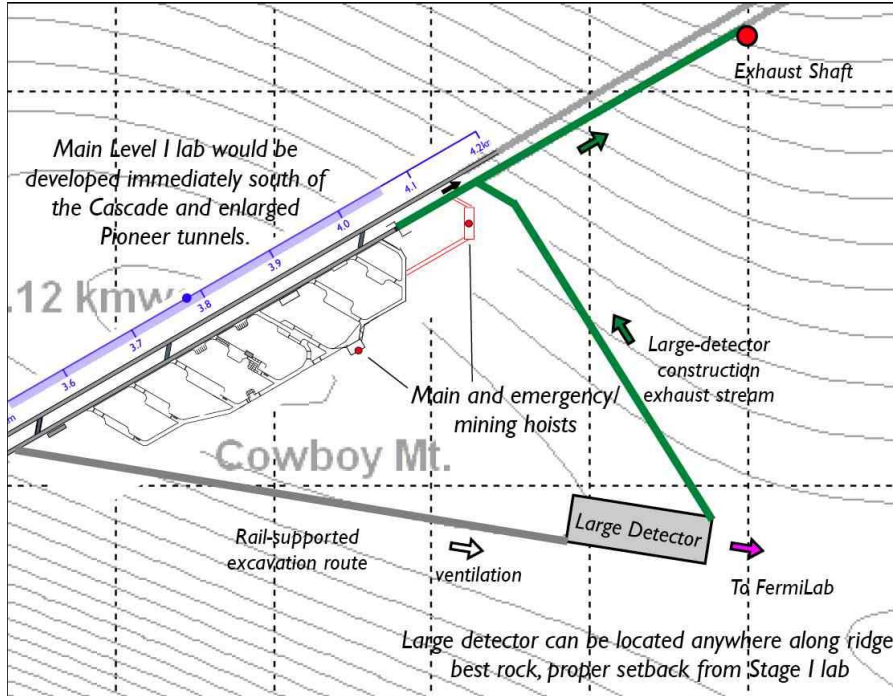 Exhaust Shaft
Main Level I lab would be
developed immediately south of
the Cascade and enlarged
Pioneer tunnels.
4.2kr
4.1
4.0
3.9
3.8
3.7
3.6
m
.12 kmw
Large-detector
construction
exhaust stream
Main and emergency/
mining hoists
Cowboy Mt.
Large Detector
Rail-supported
excavation route
ventilation
To FermiLab
Large detector can be located anywhere along ridge
best rock, proper setback from Stage I lab